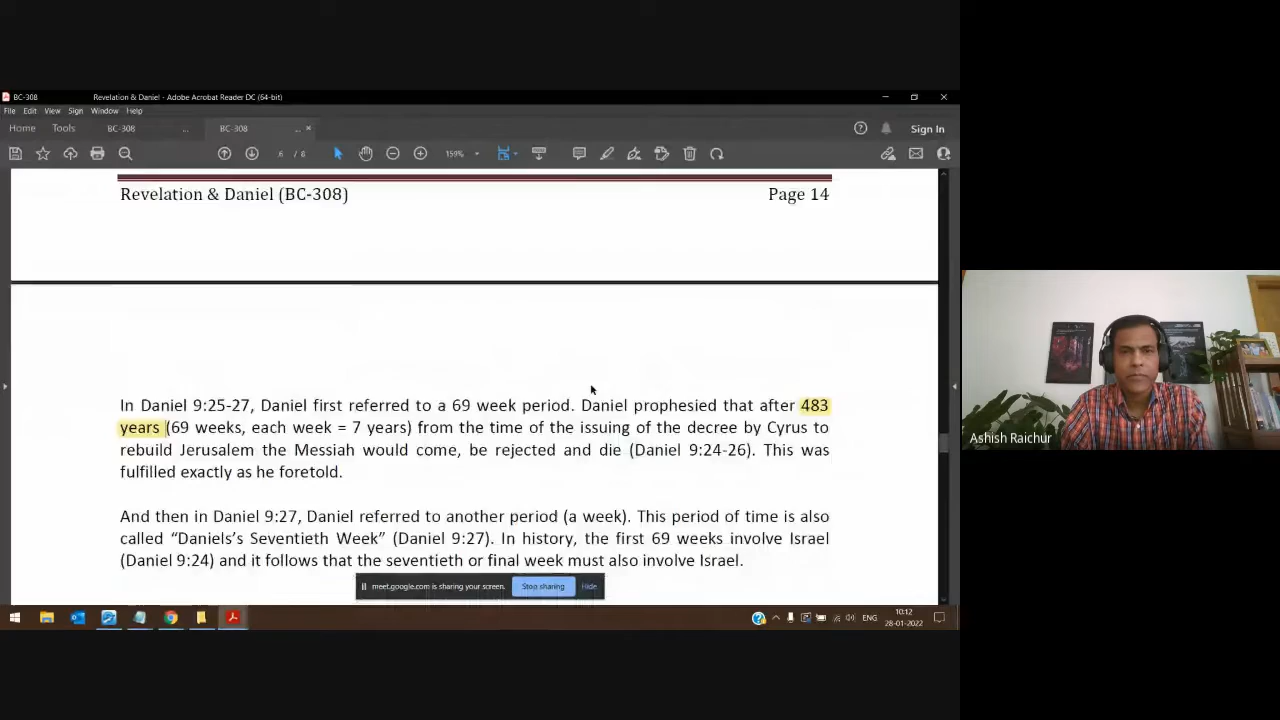 BC-308
Revelation & Daniel - Adobe Acrobat Reader DC (64-bit)
File Edit View Sign Window Help
Home Tools BC-308 ... BC-308 ... ×
Sign In
6 / 8
159%
Revelation & Daniel (BC-308) Page 14
In Daniel 9:25-27, Daniel first referred to a 69 week period. Daniel prophesied that after 483
years (69 weeks, each week = 7 years) from the time of the issuing of the decree by Cyrus to
rebuild Jerusalem the Messiah would come, be rejected and die (Daniel 9:24-26). This was
fulfilled exactly as he foretold.
And then in Daniel 9:27, Daniel referred to another period (a week). This period of time is also
called “Daniels’s Seventieth Week” (Daniel 9:27). In history, the first 69 weeks involve Israel
(Daniel 9:24) and it follows that the seventieth or final week must also involve Israel.
meet.google.com is sharing your screen. Stop sharing Hide
ENG
10:12
28-01-2022
Ashish Raichur